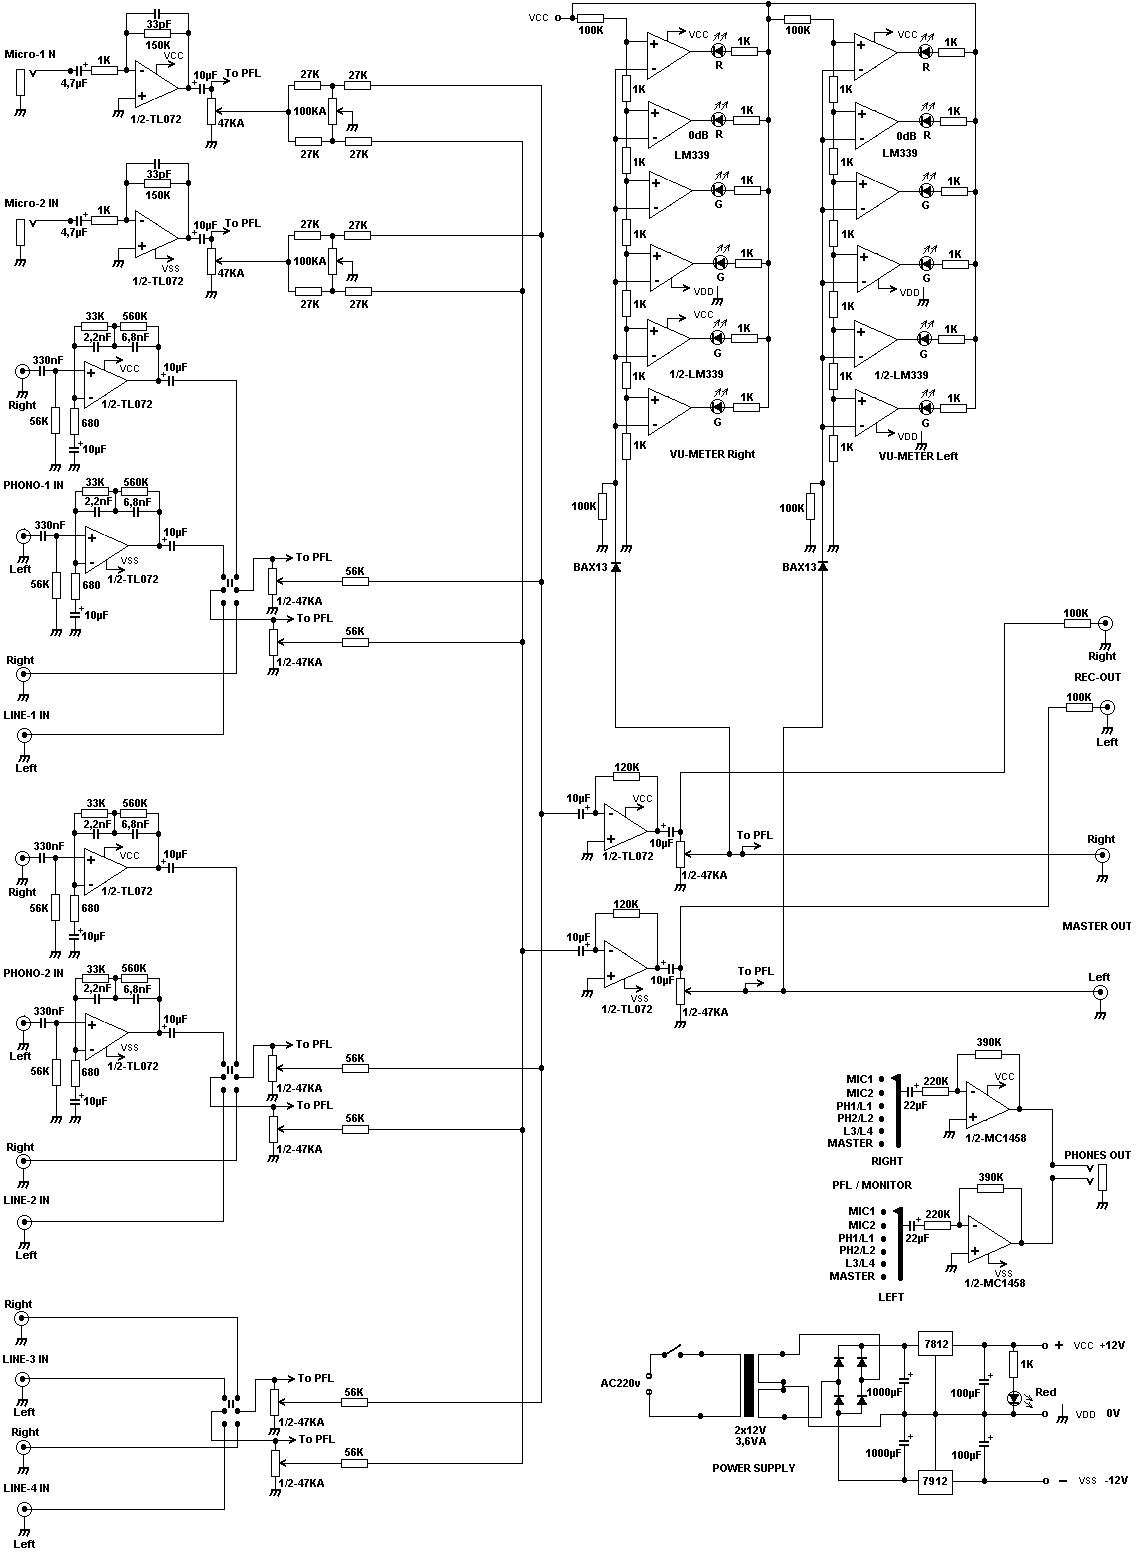 33pF
150K
Micro-1 N
1K
VCC
4,7µF
10µF
To PFL
1/2-TL072
47KA
27K
27K
100KA
27K
27K
33pF
150K
Micro-2 IN
1K
4,7µF
10µF
To PFL
VSS
1/2-TL072
47KA
27K
27K
100KA
27K
27K
33K
560K
2,2nF
6,8nF
330nF
VCC
10µF
Right
1/2-TL072
56K
680
10µF
PHONO-1 IN
33K
560K
2,2nF
6,8nF
330nF
10µF
Left
VSS
1/2-TL072
56K
680
10µF
To PFL
56K
1/2-47KA
To PFL
56K
1/2-47KA
Right
LINE-1 IN
Left
33K
560K
2,2nF
6,8nF
330nF
VCC
10µF
Right
1/2-TL072
56K
680
10µF
PHONO-2 IN
33K
560K
2,2nF
6,8nF
330nF
10µF
Left
VSS
1/2-TL072
56K
680
10µF
To PFL
56K
1/2-47KA
To PFL
56K
1/2-47KA
Right
LINE-2 IN
Left
Right
LINE-3 IN
Left
Right
LINE-4 IN
Left
To PFL
56K
1/2-47KA
To PFL
56K
1/2-47KA
VCC
100K
VCC
1K
R
1K
1K
0dB R
LM339
1K
1K
G
1K
1K
G
VDD
1K
VCC
1K
G
1/2-LM339
1K
1K
G
1K
VU-METER Right
100K
BAX13
100K
VCC
1K
R
1K
1K
0dB R
LM339
1K
1K
G
1K
1K
G
VDD
1K
1K
G
1/2-LM339
1K
1K
G
VDD
1K
VU-METER Left
100K
BAX13
100K
Right
REC-OUT
100K
Left
120K
10µF
VCC
10µF
1/2-TL072
To PFL
1/2-47KA
Right
120K
10µF
VSS
10µF
1/2-TL072
To PFL
1/2-47KA
MASTER OUT
Left
390K
MIC1
220K
VCC
MIC2
22µF
PH1/L1
PH2/L2
L3/L4
MASTER
1/2-MC1458
RIGHT
PHONES OUT
PFL / MONITOR
390K
MIC1
220K
MIC2
22µF
PH1/L1
PH2/L2
L3/L4
VSS
MASTER
1/2-MC1458
LEFT
AC220v
2x12V
3,6VA
POWER SUPPLY
7812
+ VCC +12V
1K
1000µF
100µF
Red
VDD 0V
1000µF
100µF
7912
- VSS -12V